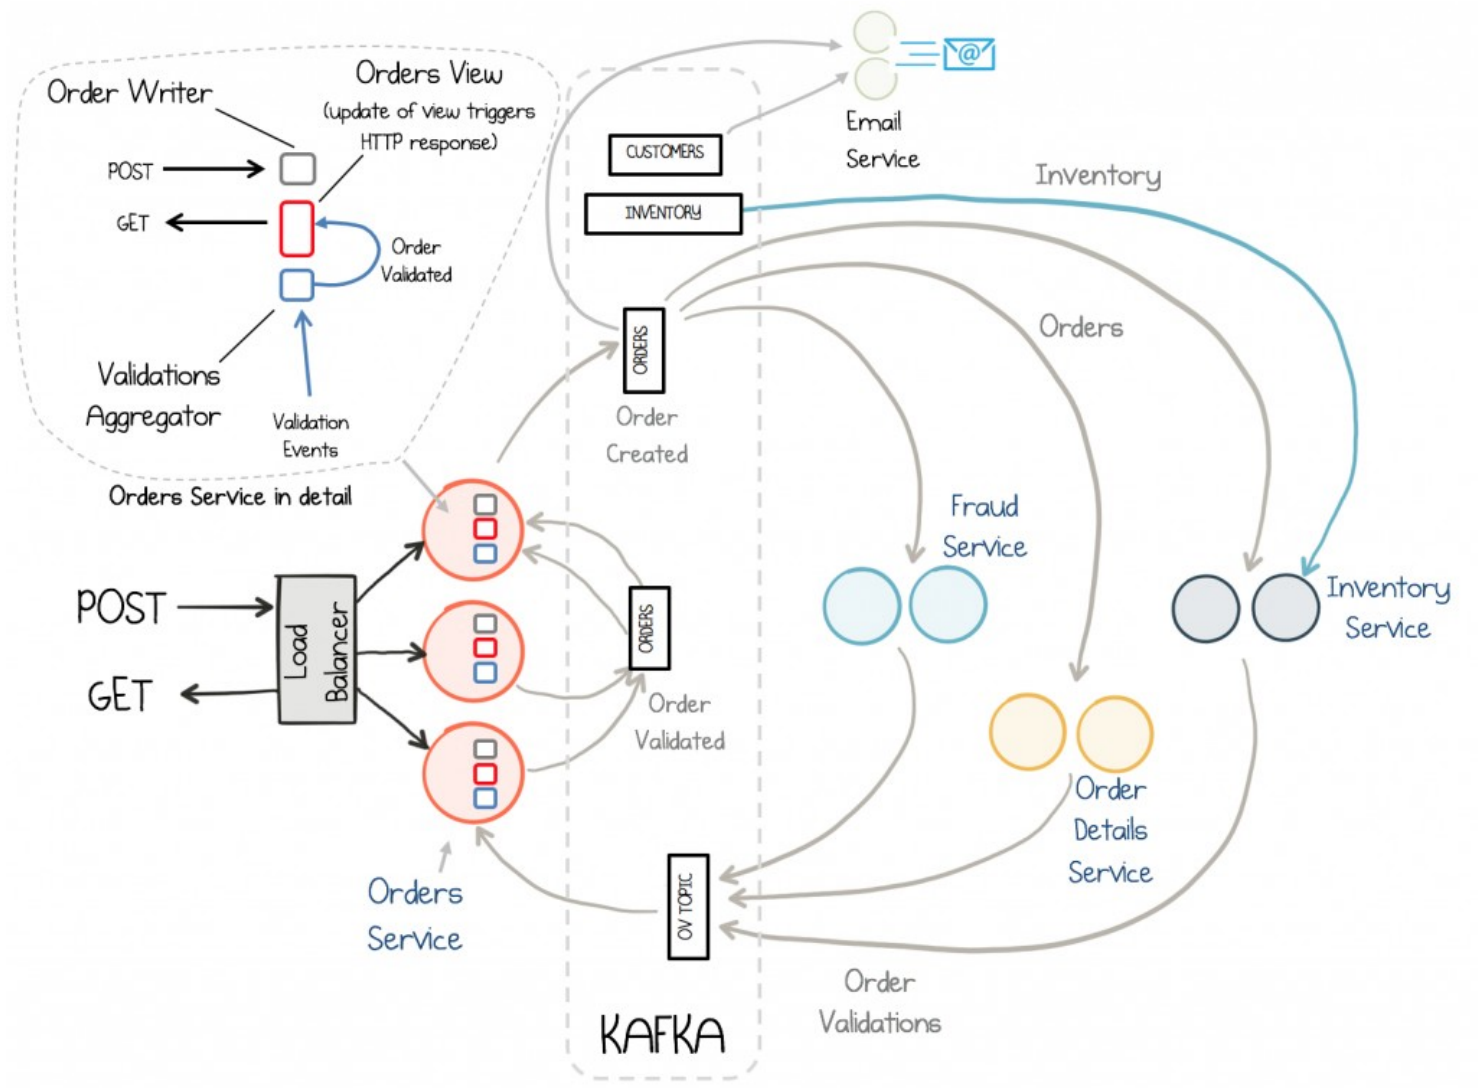 Order Writer
Orders View
(update of view triggers
HTTP response)
POST
GET
Order
Validated
Validations
Aggregator
Validation
Events
Orders Service in detail
@
Email
Service
CUSTOMERS
INVENTORY
Inventory
ORDERS
Orders
Order
Created
Fraud
Service
POST
GET
Load
Balancer
ORDERS
Order
Validated
Inventory
Service
Order
Details
Service
Orders
Service
OV TOPIC
Order
Validations
KAFKA